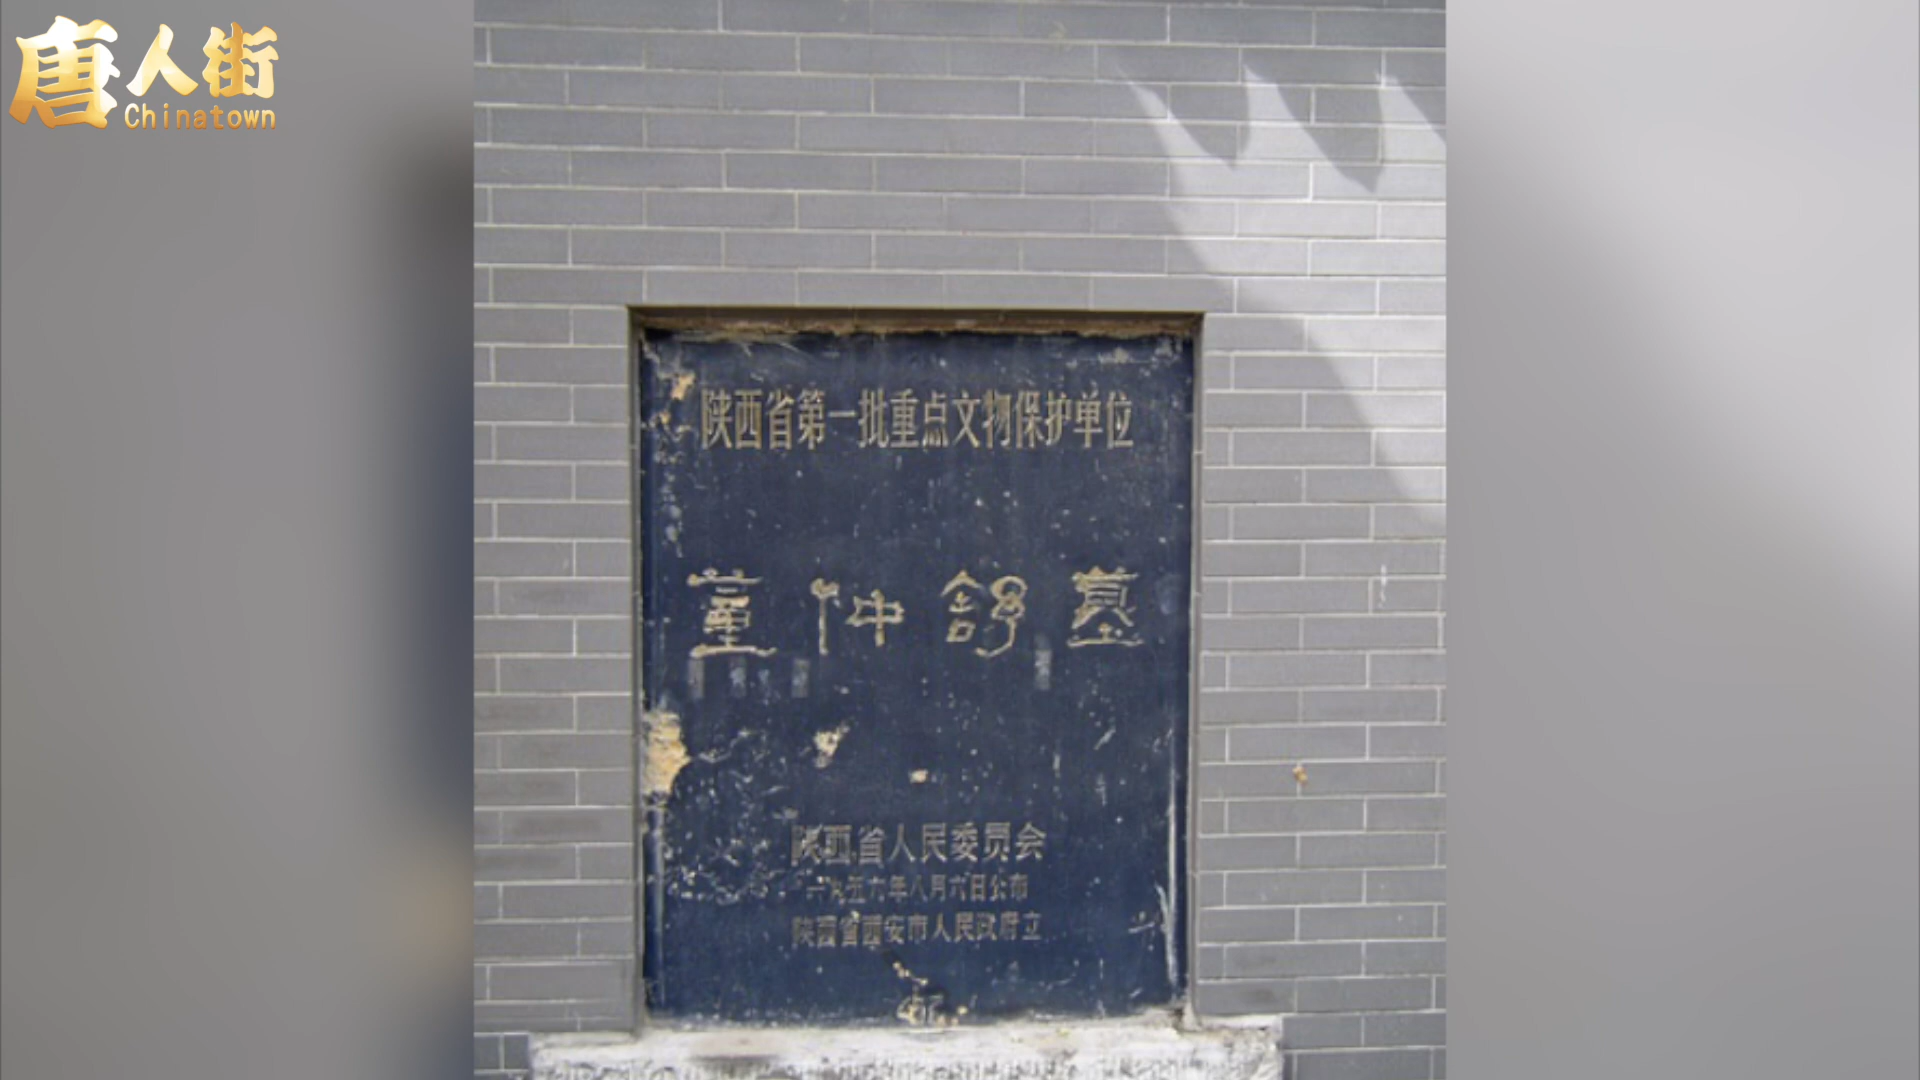 唐人街
Chinatown
陕西省第一批重点文物保护单位
董仲舒墓
陕西省人民委员会
一九五六年八月六日公布
陕西省西安市人民政府立